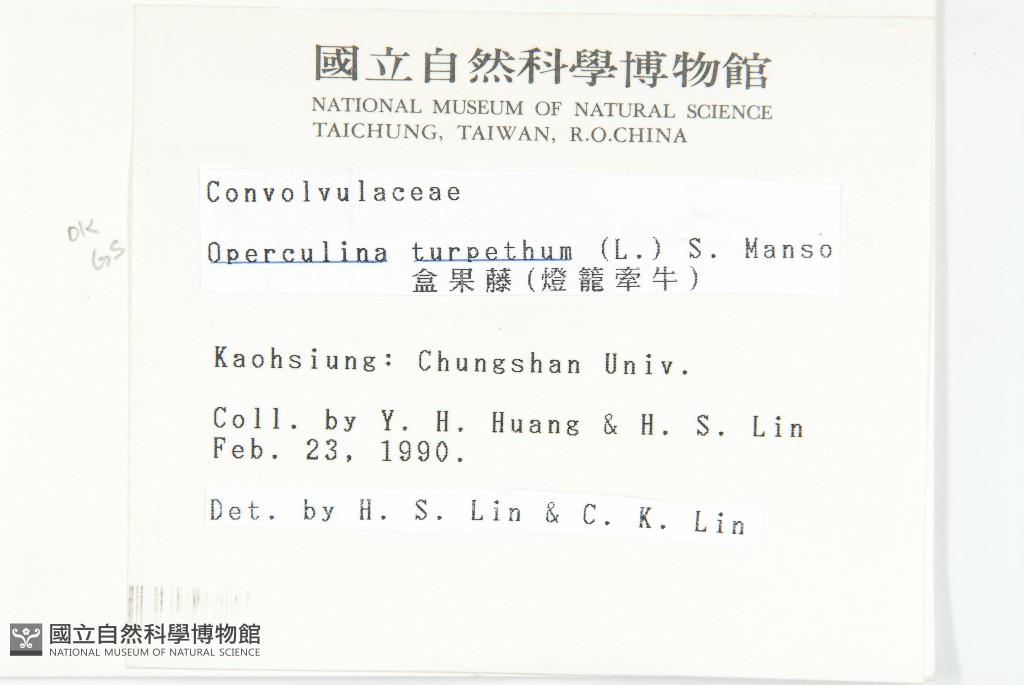 國立自然科學博物館
NATIONAL MUSEUM OF NATURAL SCIENCE
TAICHUNG, TAIWAN, R.O.CHINA
Convolvulaceae
Operculina turpethum (L.) S. Manso
盒果藤(燈籠牽牛)
OK
GS
Kaohsiung: Chungshan Univ.
Coll. by Y. H. Huang & H. S. Lin
Feb. 23, 1990.
Det. by H. S. Lin & C. K. Lin
國立自然科學博物館
NATIONAL MUSEUM OF NATURAL SCIENCE